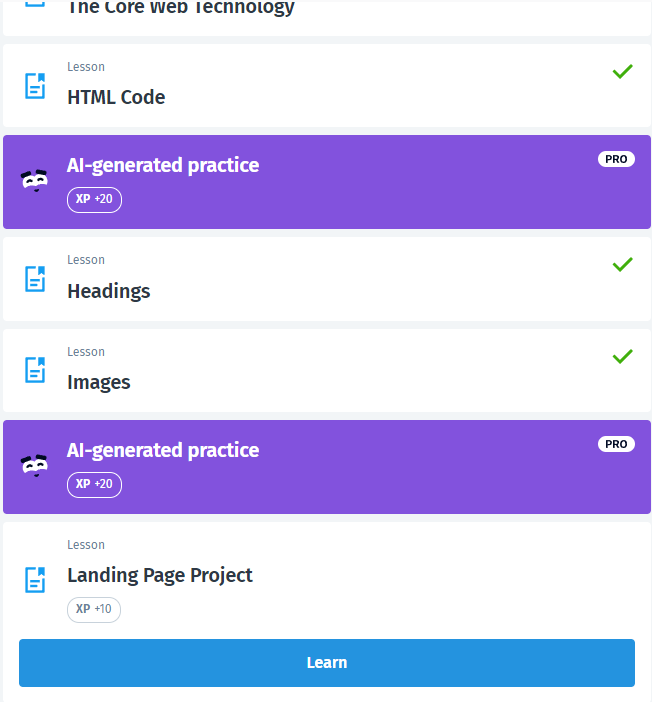 The Core Web Technology
Lesson
HTML Code
AI-generated practice
PRO
XP +20
Lesson
Headings
Lesson
Images
AI-generated practice
PRO
XP +20
Lesson
Landing Page Project
XP +10
Learn